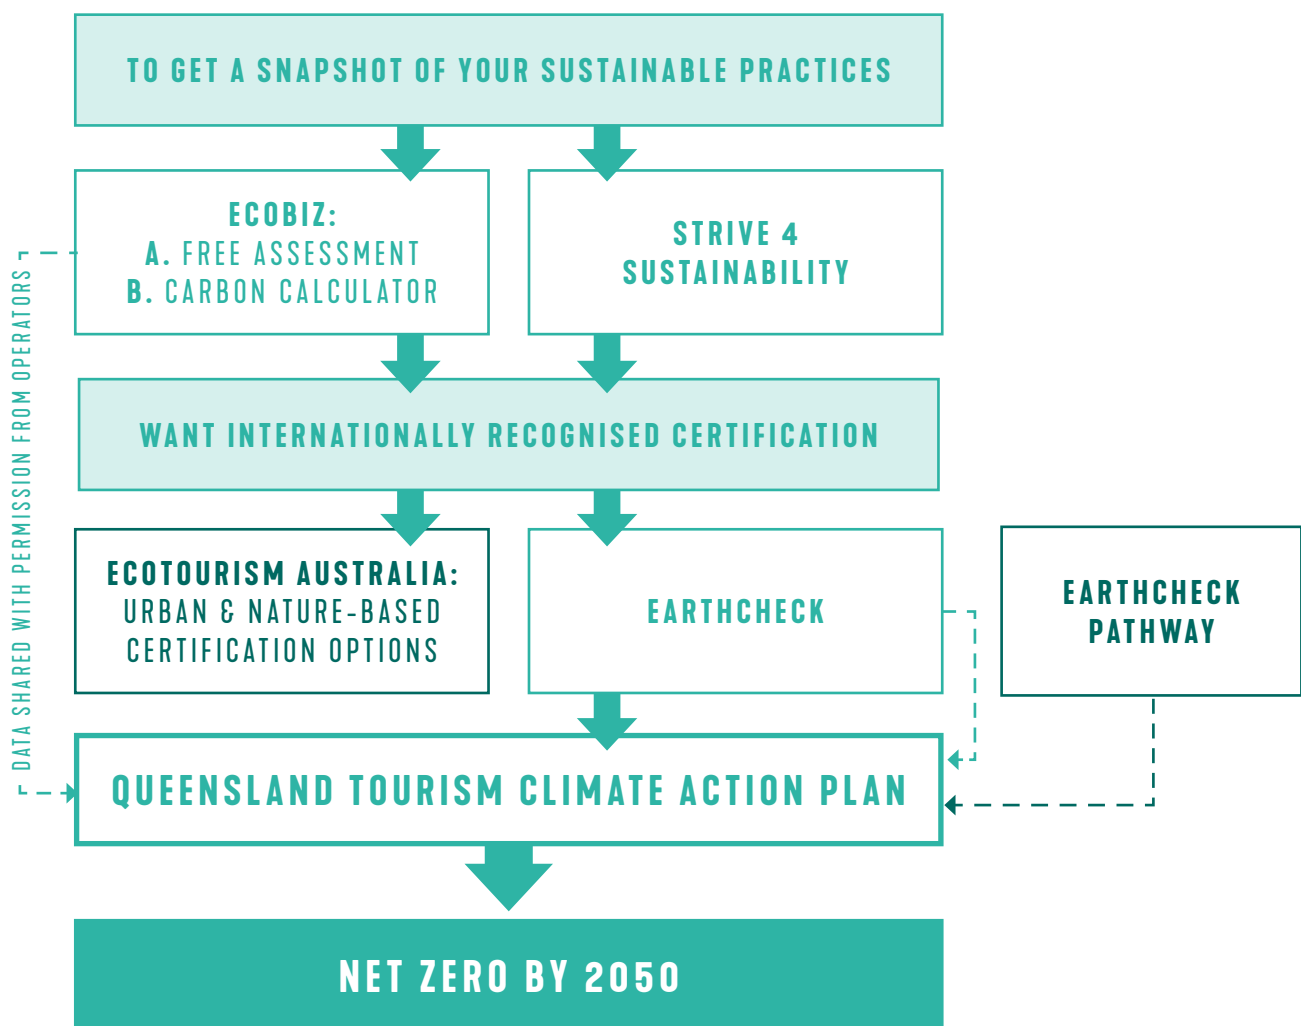 TO GET A SNAPSHOT OF YOUR SUSTAINABLE PRACTICES
ECOBIZ:
A. FREE ASSESSMENT
B. CARBON CALCULATOR
STRIVE 4
SUSTAINABILITY
DATA SHARED WITH PERMISSION FROM OPERATORS
WANT INTERNATIONALLY RECOGNISED CERTIFICATION
ECOTOURISM AUSTRALIA:
URBAN & NATURE-BASED
CERTIFICATION OPTIONS
EARTHCHECK
EARTHCHECK
PATHWAY
QUEENSLAND TOURISM CLIMATE ACTION PLAN
NET ZERO BY 2050